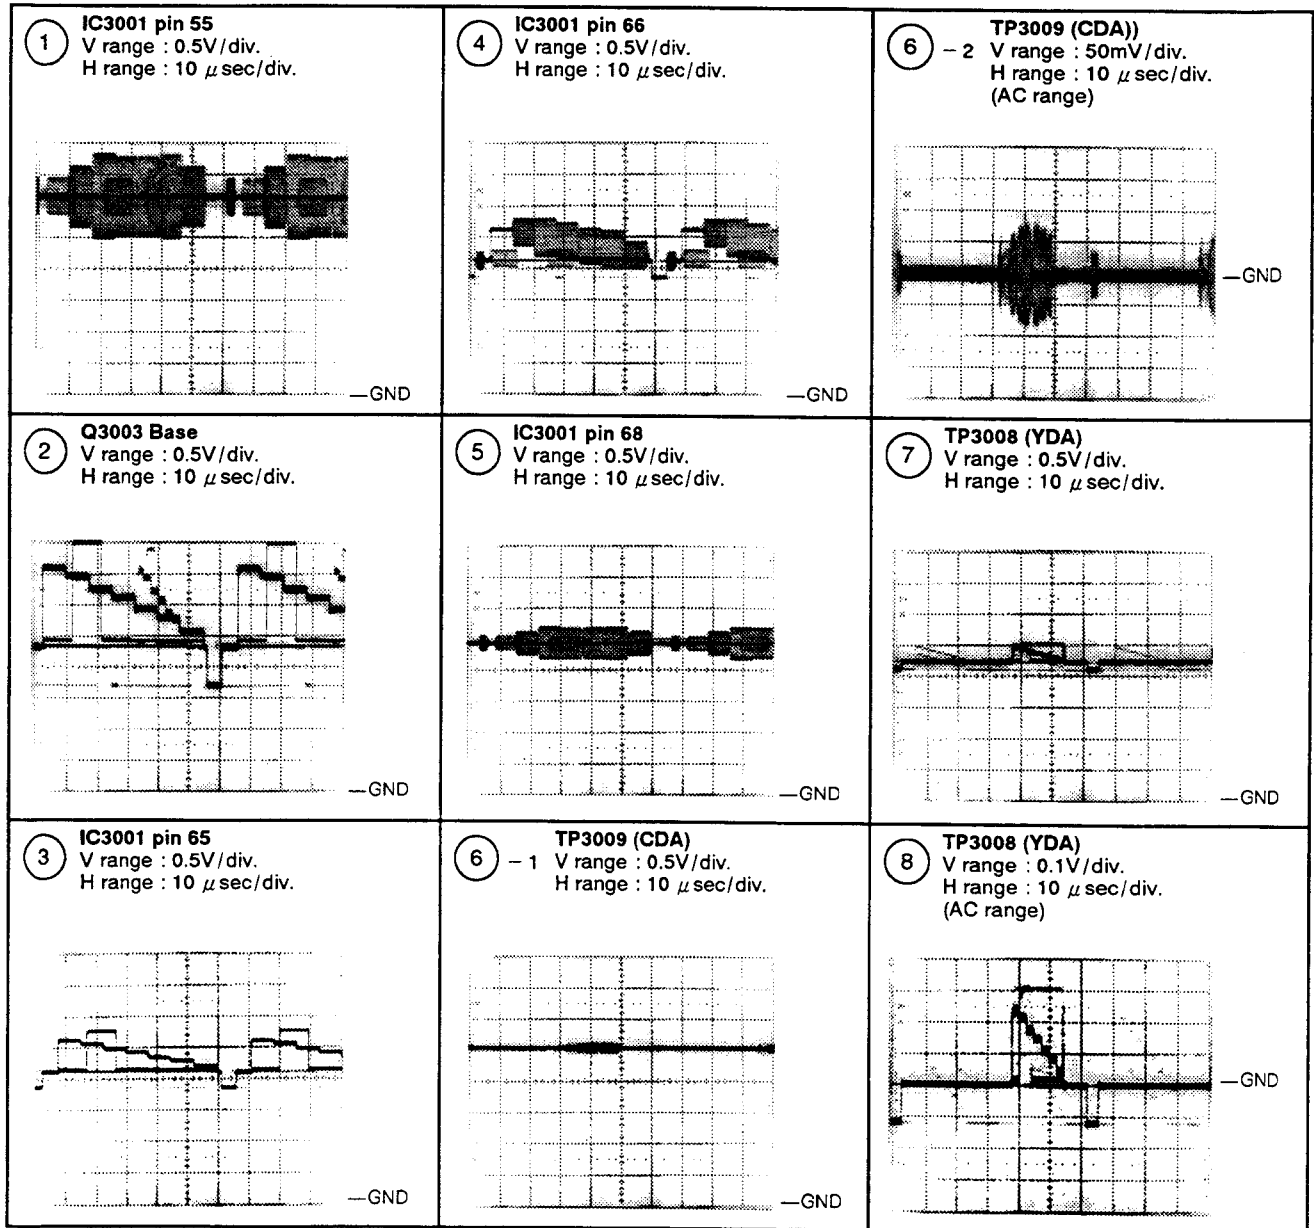 1
IC3001 pin 55
V range : 0.5V/div.
H range : 10 μsec/div.
—GND
4
IC3001 pin 66
V range : 0.5V/div.
H range : 10 μsec/div.
—GND
6 - 2
TP3009 (CDA))
V range : 50mV/div.
H range : 10 μsec/div.
(AC range)
—GND
2
Q3003 Base
V range : 0.5V/div.
H range : 10 μsec/div.
—GND
5
IC3001 pin 68
V range : 0.5V/div.
H range : 10 μsec/div.
—GND
7
TP3008 (YDA)
V range : 0.5V/div.
H range : 10 μsec/div.
—GND
3
IC3001 pin 65
V range : 0.5V/div.
H range : 10 μsec/div.
—GND
6 - 1
TP3009 (CDA)
V range : 0.5V/div.
H range : 10 μsec/div.
—GND
8
TP3008 (YDA)
V range : 0.1V/div.
H range : 10 μsec/div.
(AC range)
—GND